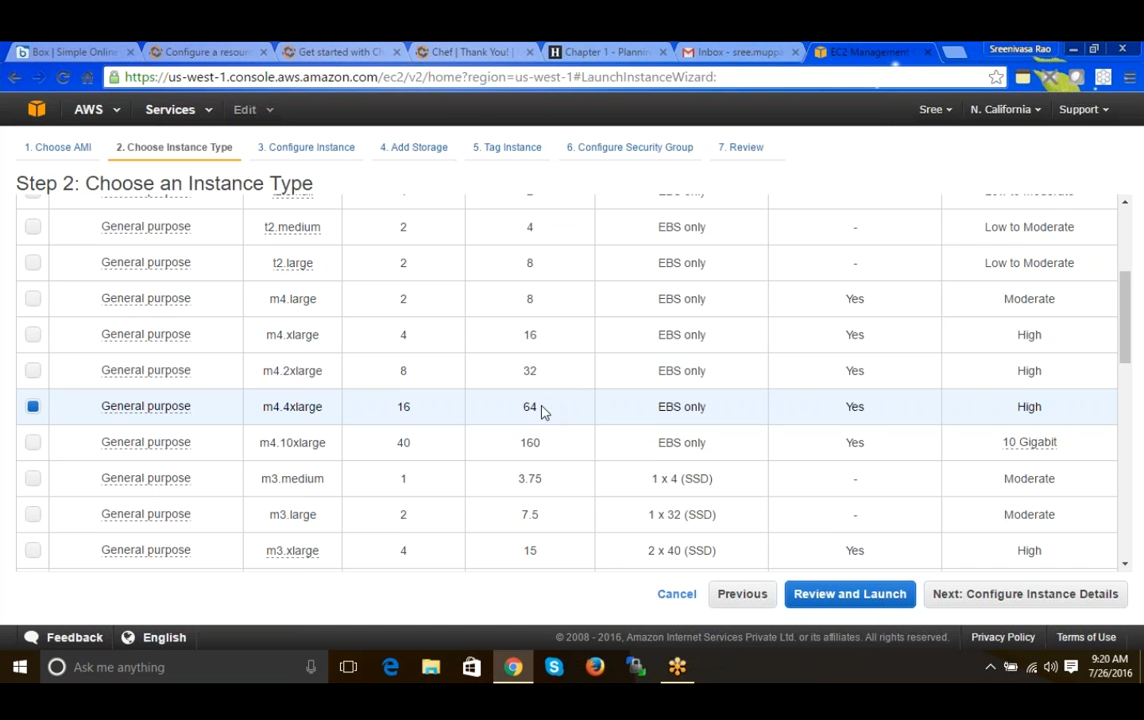 Box | Simple Online
Configure a resour
Get started with Ch
Chef | Thank You! |
Chapter 1 - Plannin
Inbox - sree.muppa
EC2 Management
Sreenivasa Rao
https://us-west-1.console.aws.amazon.com/ec2/v2/home?region=us-west-1#LaunchInstanceWizard:
AWS Services Edit Sree N. California Support
1. Choose AMI 2. Choose Instance Type 3. Configure Instance 4. Add Storage 5. Tag Instance 6. Configure Security Group 7. Review
Step 2: Choose an Instance Type
General purpose t2.medium 2 4 EBS only - Low to Moderate
General purpose t2.large 2 8 EBS only - Low to Moderate
General purpose m4.large 2 8 EBS only Yes Moderate
General purpose m4.xlarge 4 16 EBS only Yes High
General purpose m4.2xlarge 8 32 EBS only Yes High
General purpose m4.4xlarge 16 64 EBS only Yes High
General purpose m4.10xlarge 40 160 EBS only Yes 10 Gigabit
General purpose m3.medium 1 3.75 1 x 4 (SSD) - Moderate
General purpose m3.large 2 7.5 1 x 32 (SSD) - Moderate
General purpose m3.xlarge 4 15 2 x 40 (SSD) Yes High
Cancel Previous Review and Launch Next: Configure Instance Details
Feedback English © 2008 - 2016, Amazon Internet Services Private Ltd. or its affiliates. All rights reserved. Privacy Policy Terms of Use
Ask me anything
9:20 AM
7/26/2016